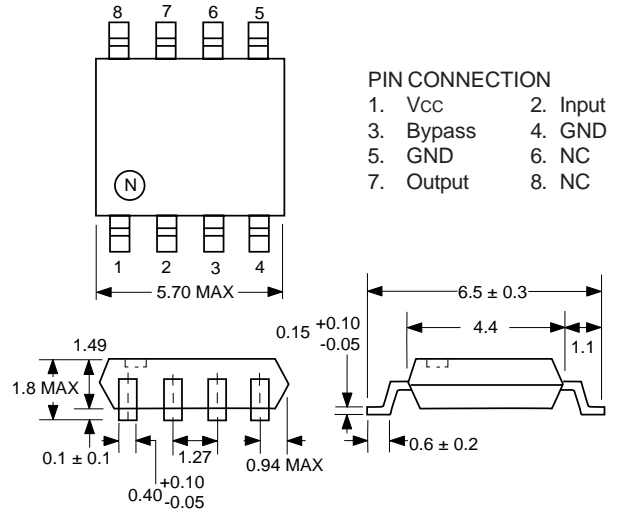 8 7 6 5
N
1 2 3 4
5.70 MAX
PIN CONNECTION
1. VCC 2. Input
3. Bypass 4. GND
5. GND 6. NC
7. Output 8. NC
1.49
1.8 MAX
0.1 ± 0.1
0.40 +0.10 -0.05
1.27
0.94 MAX
6.5 ± 0.3
0.15 +0.10 -0.05
4.4
1.1
0.6 ± 0.2